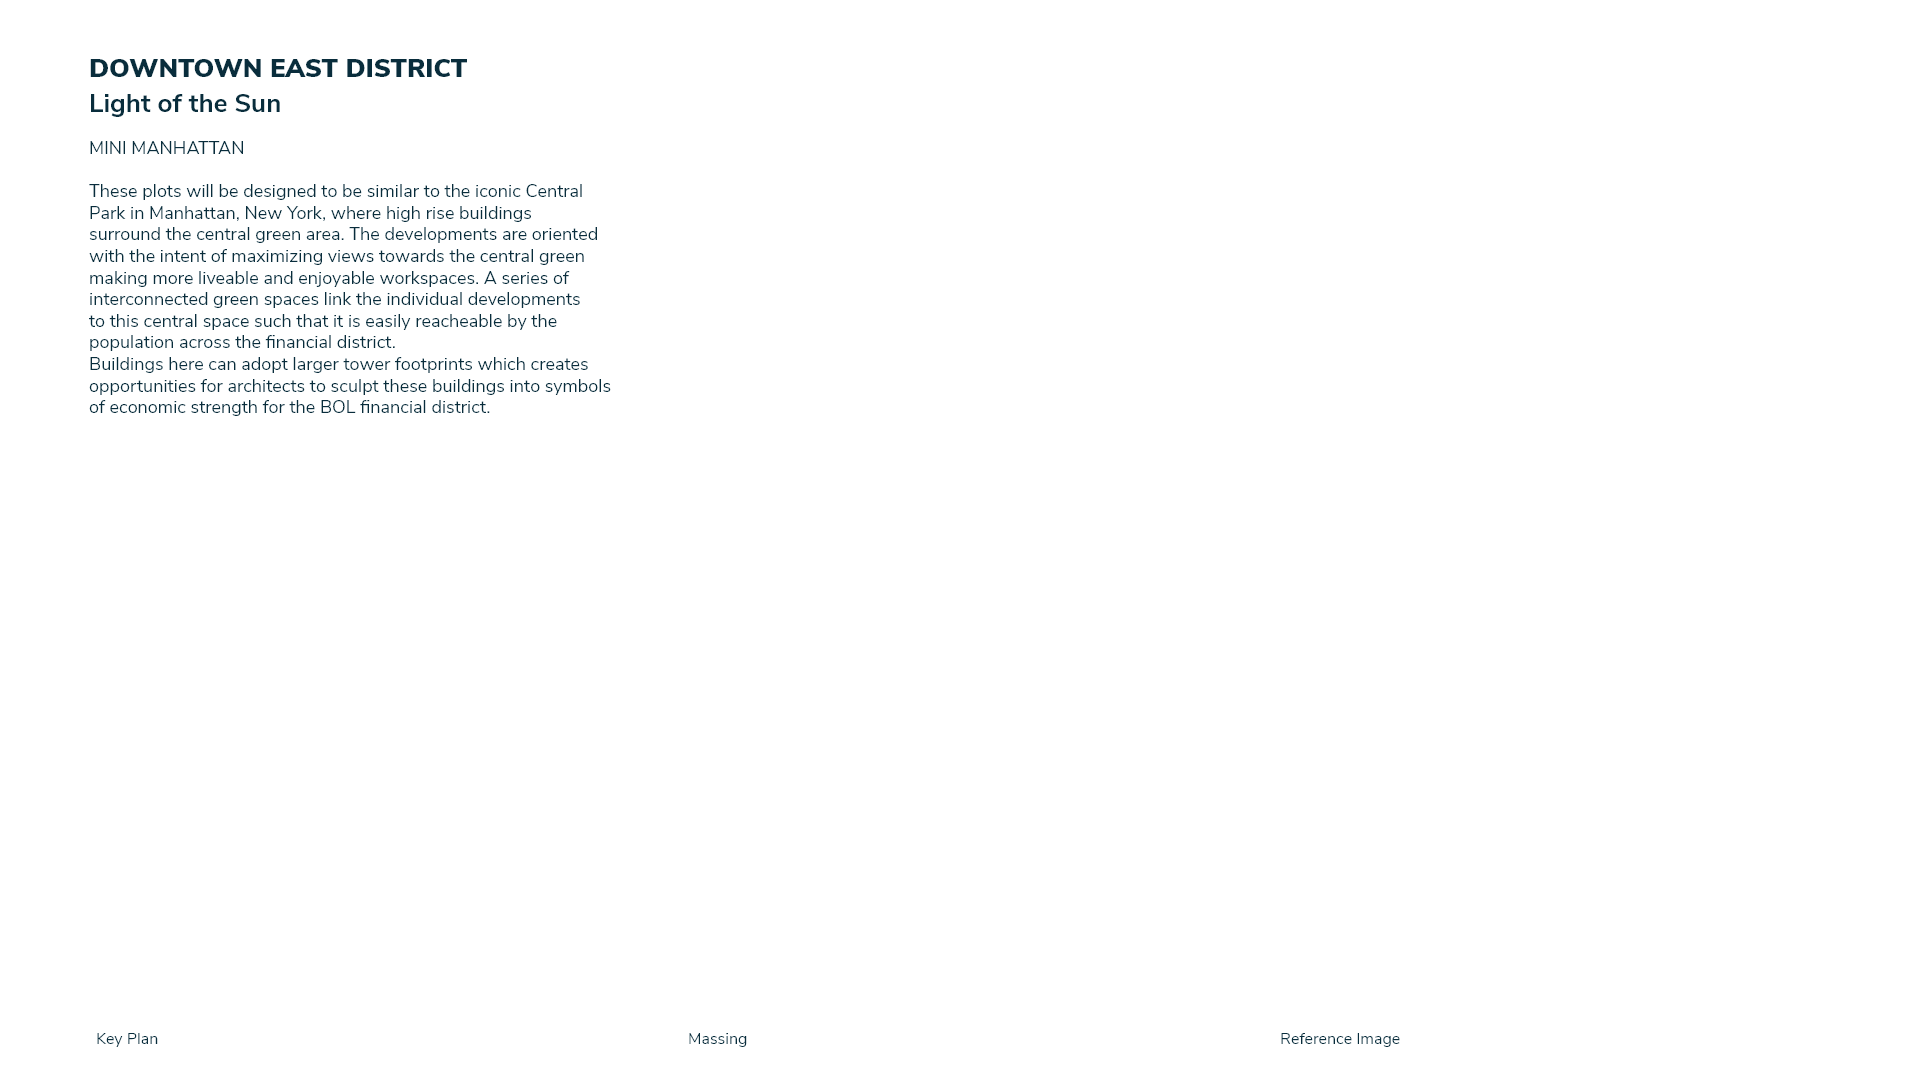 DOWNTOWN EAST DISTRICT
Light of the Sun
MINI MANHATTAN
These plots will be designed to be similar to the iconic Central
Park in Manhattan, New York, where high rise buildings
surround the central green area. The developments are oriented
with the intent of maximizing views towards the central green
making more liveable and enjoyable workspaces. A series of
interconnected green spaces link the individual developments
to this central space such that it is easily reacheable by the
population across the financial district.
Buildings here can adopt larger tower footprints which creates
opportunities for architects to sculpt these buildings into symbols
of economic strength for the BOL financial district.
Key Plan
Massing
Reference Image